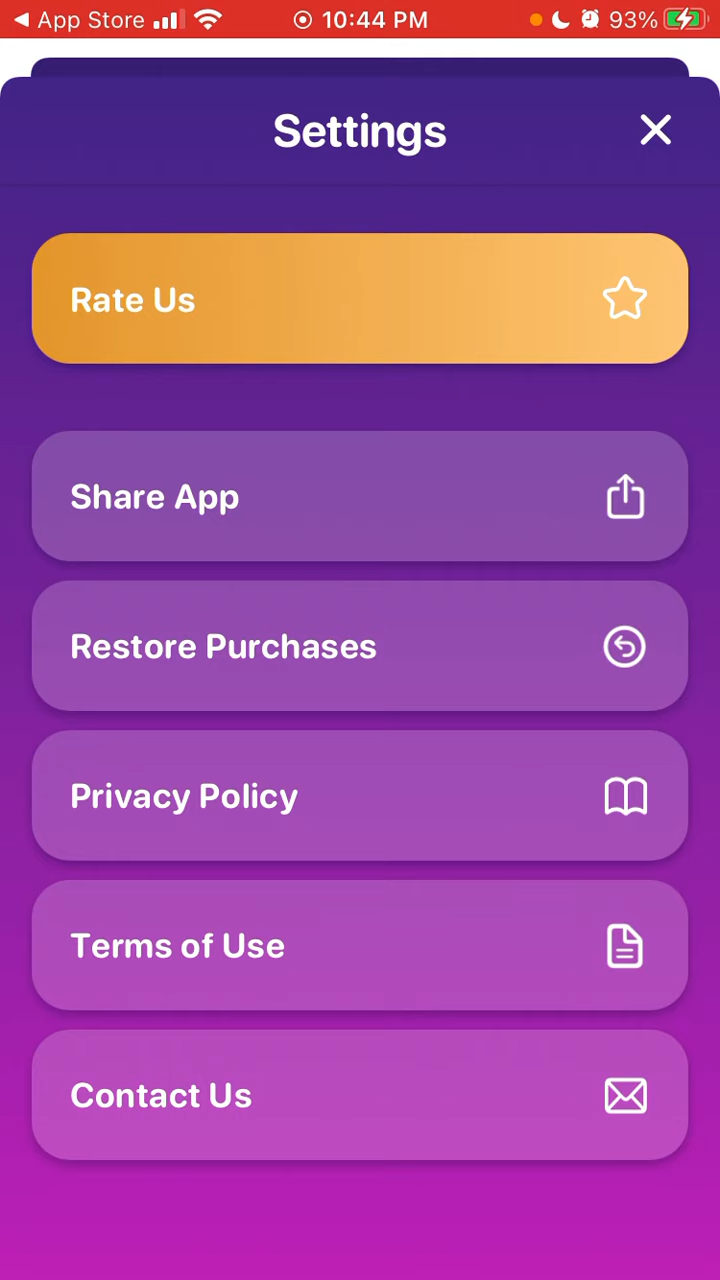 App Store 10:44 PM 93%
Settings
Rate Us
Share App
Restore Purchases
Privacy Policy
Terms of Use
Contact Us